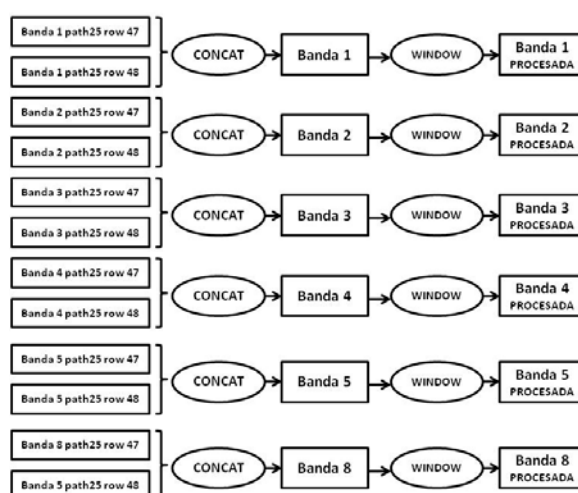 Banda 1 path25 row 47
Banda 1 path25 row 48
CONCAT
Banda 1
WINDOW
Banda 1
PROCESADA
Banda 2 path25 row 47
Banda 2 path25 row 48
CONCAT
Banda 2
WINDOW
Banda 2
PROCESADA
Banda 3 path25 row 47
Banda 3 path25 row 48
CONCAT
Banda 3
WINDOW
Banda 3
PROCESADA
Banda 4 path25 row 47
Banda 4 path25 row 48
CONCAT
Banda 4
WINDOW
Banda 4
PROCESADA
Banda 5 path25 row 47
Banda 5 path25 row 48
CONCAT
Banda 5
WINDOW
Banda 5
PROCESADA
Banda 8 path25 row 47
Banda 5 path25 row 48
CONCAT
Banda 8
WINDOW
Banda 8
PROCESADA